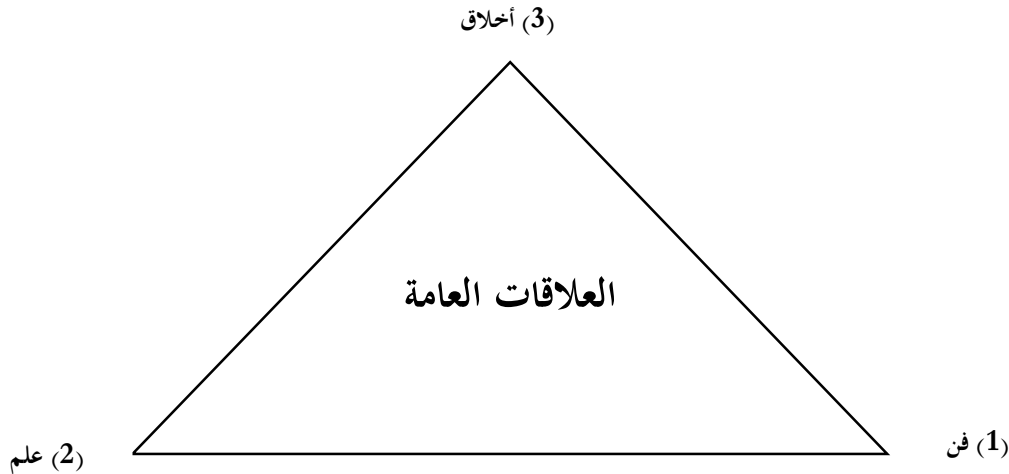 (3) أخلاق
العلاقات العامة
(1) فن
(2) علم